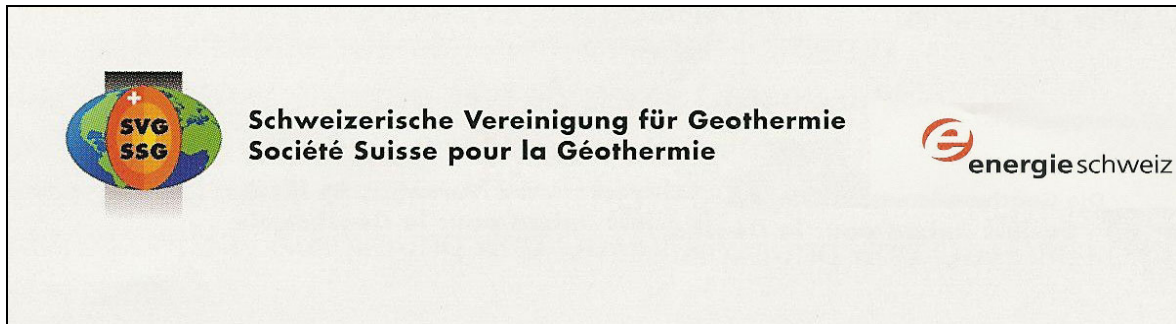 SVG
SSG
Schweizerische Vereinigung für Geothermie
Société Suisse pour la Géothermie
energieschweiz